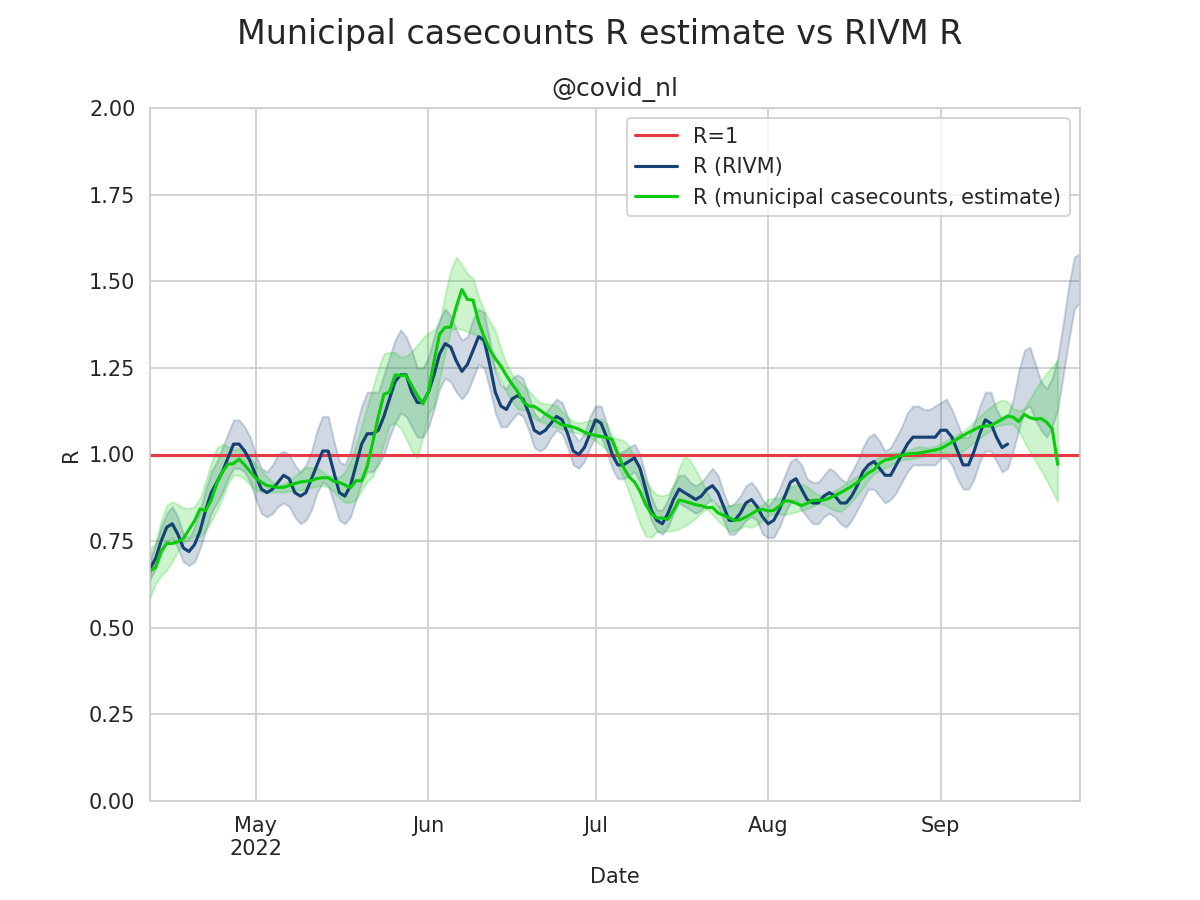 Municipal casecounts R estimate vs RIVM R
@covid_nl
R=1
R (RIVM)
R (municipal casecounts, estimate)
2.00
1.75
1.50
1.25
1.00
0.75
0.50
0.25
0.00
R
May
2022
Jun
Jul
Aug
Sep
Date